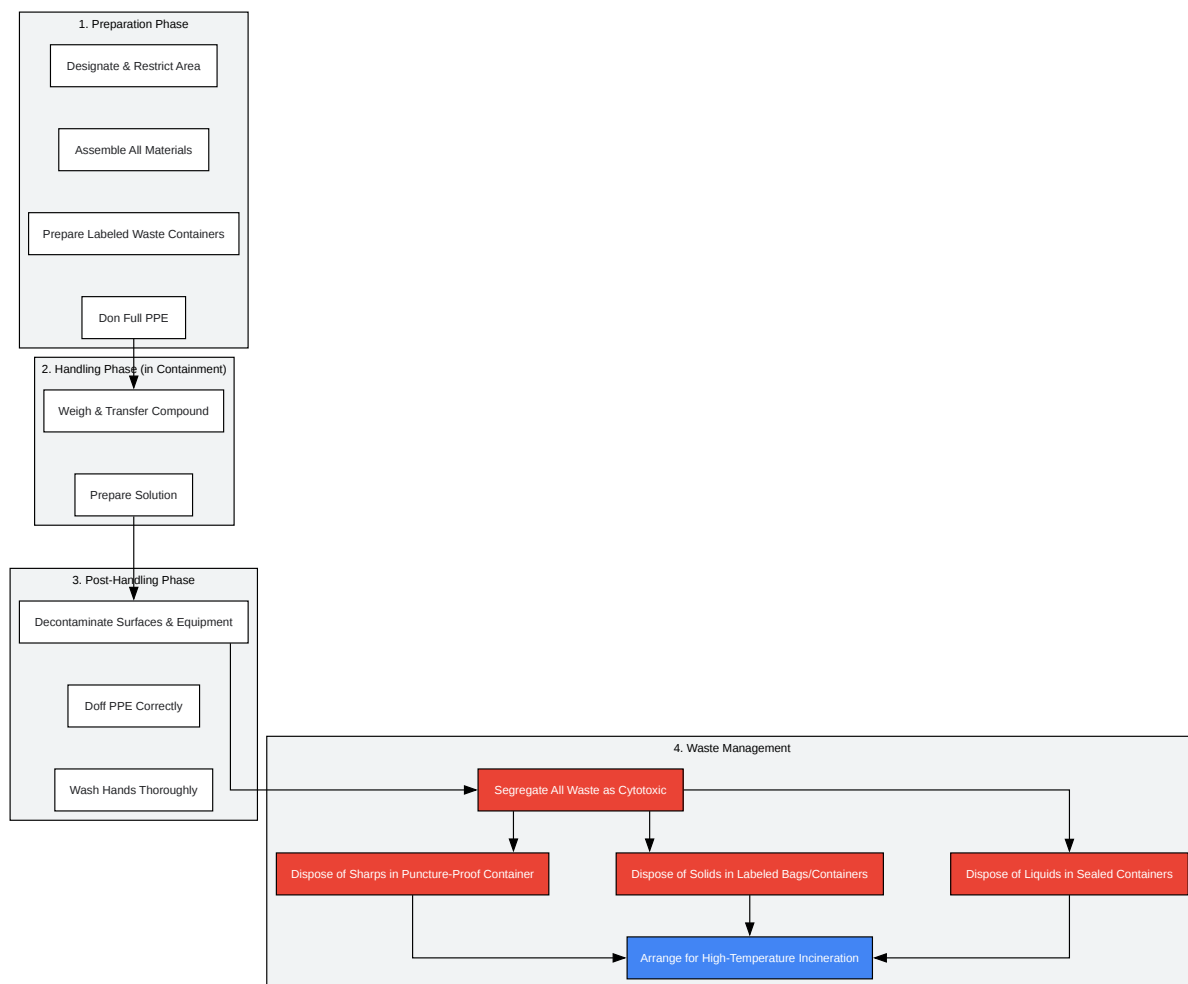 1. Preparation Phase
Designate & Restrict Area
Assemble All Materials
Prepare Labeled Waste Containers
Don Full PPE
2. Handling Phase (in Containment)
Weigh & Transfer Compound
Prepare Solution
3. Post-Handling Phase
Decontaminate Surfaces & Equipment
Doff PPE Correctly
Wash Hands Thoroughly
4. Waste Management
Segregate All Waste as Cytotoxic
Dispose of Sharps in Puncture-Proof Container
Dispose of Solids in Labeled Bags/Containers
Dispose of Liquids in Sealed Containers
Arrange for High-Temperature Incineration